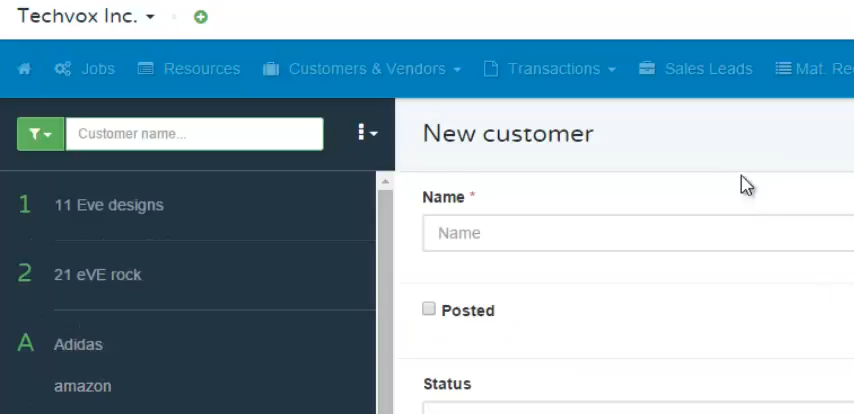 Techvox Inc.
Jobs Resources Customers & Vendors Transactions Sales Leads Mat. Re
Customer name...
New customer
1 11 Eve designs
2 21 eVE rock
A Adidas
amazon
Name *
Name
Posted
Status